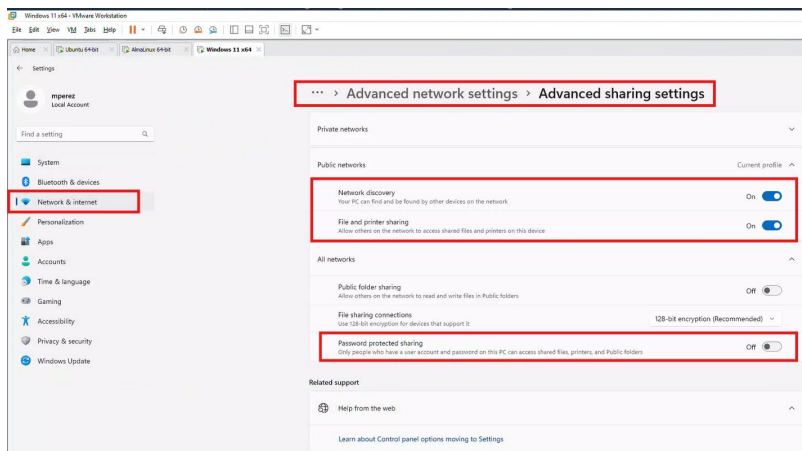 Windows 11 x64 - VMware Workstation
File Edit View VM Tabs Help
Home Ubuntu 64-bit AlmaLinux 64-bit Windows 11 x64
Settings
mperez
Local Account
Find a setting
System
Bluetooth & devices
Network & internet
Personalization
Apps
Accounts
Time & language
Gaming
Accessibility
Privacy & security
Windows Update
... > Advanced network settings > Advanced sharing settings
Private networks
Public networks Current profile
Network discovery
Your PC can find and be found by other devices on the network
On
File and printer sharing
Allow others on the network to access shared files and printers on this device
On
All networks
Public folder sharing
Allow others on the network to read and write files in Public folders
Off
File sharing connections
Use 128-bit encryption for devices that support it
128-bit encryption (Recommended)
Password protected sharing
Only people who have a user account and password on this PC can access shared files, printers, and Public folders
Off
Related support
Help from the web
Learn about Control panel options moving to Settings